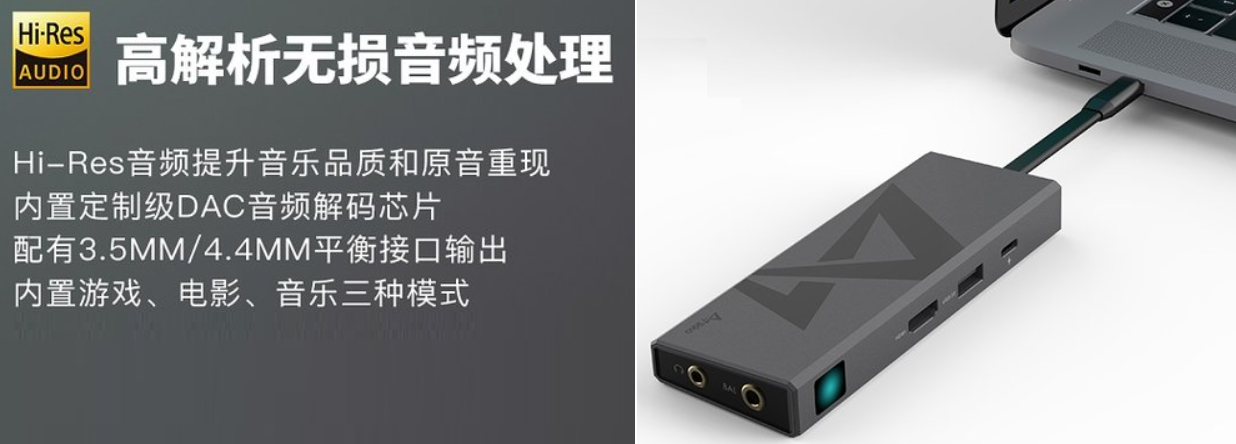 Hi-Res
AUDIO
高解析无损音频处理
Hi-Res音频提升音乐品质和原音重现
内置定制级DAC音频解码芯片
配有3.5MM/4.4MM平衡接口输出
内置游戏、电影、音乐三种模式
BAL